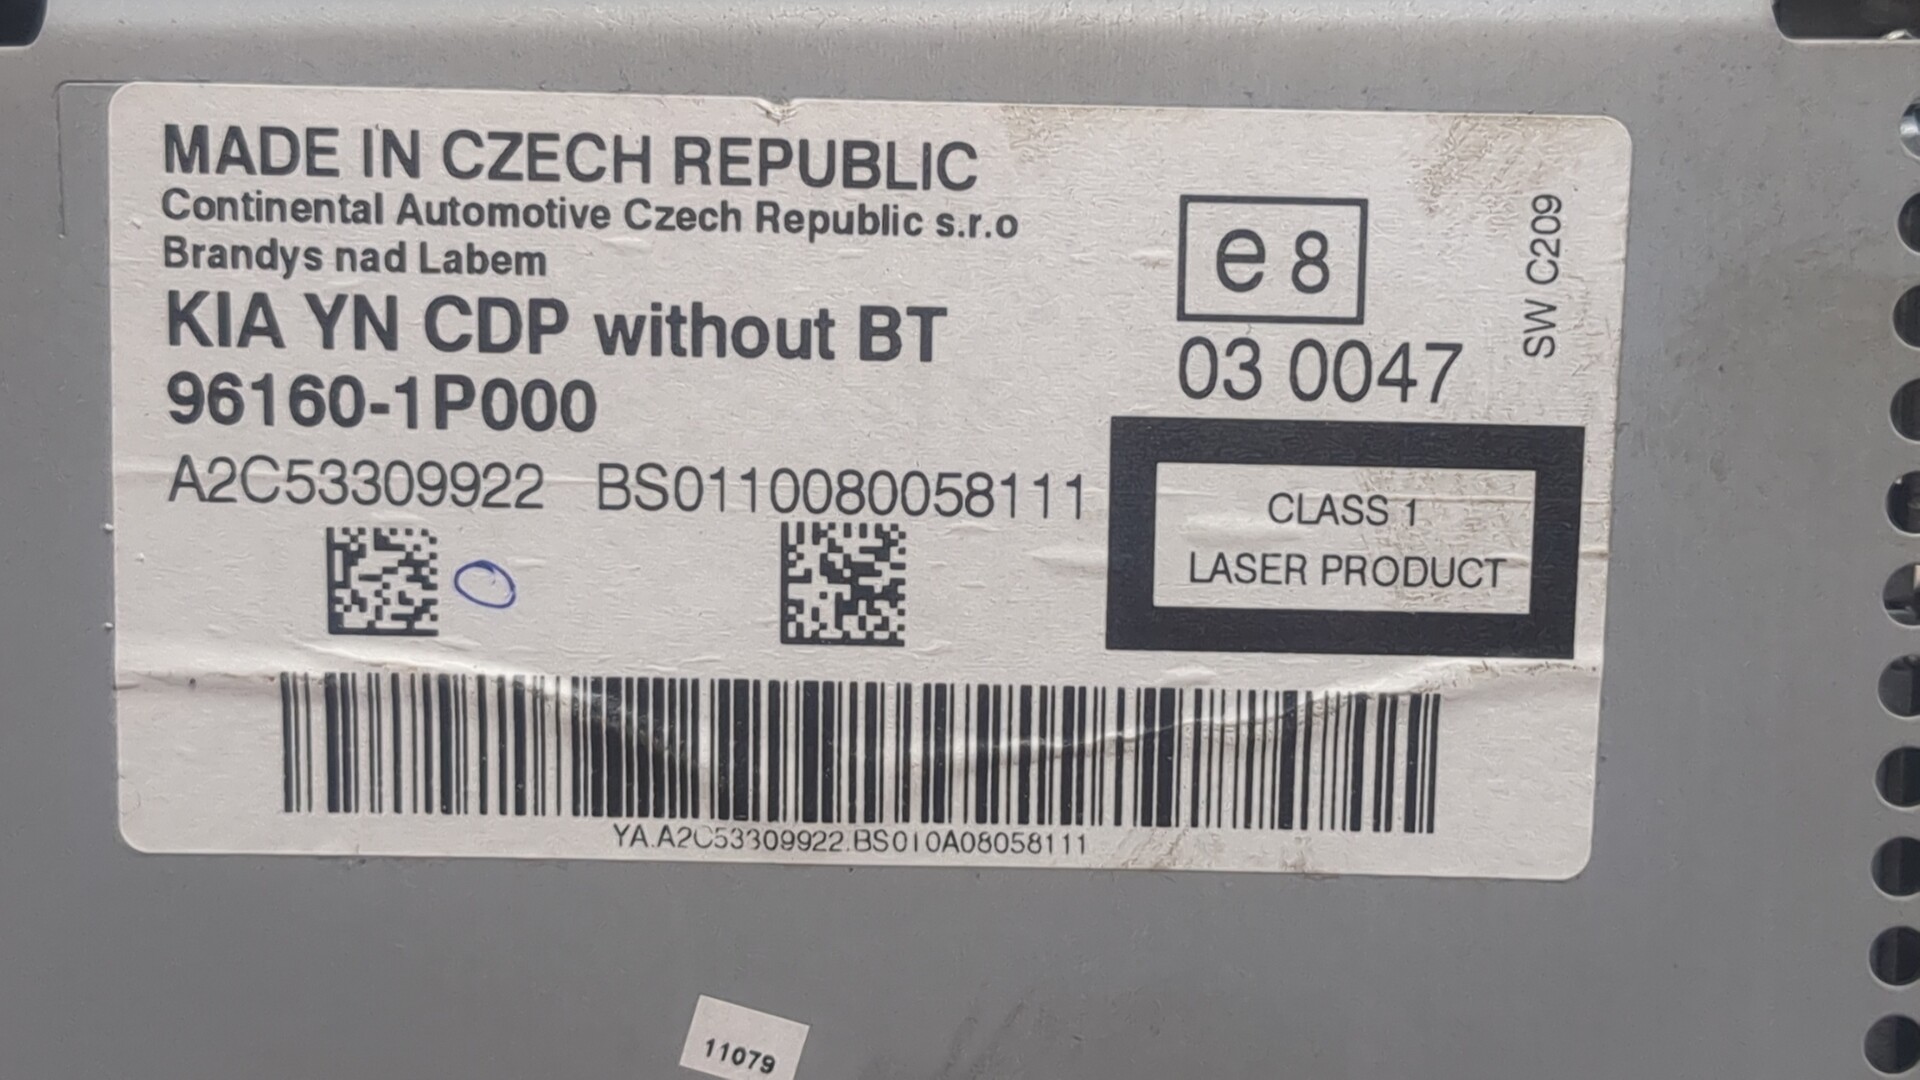 MADE IN CZECH REPUBLIC
Continental Automotive Czech Republic s.r.o
Brandys nad Labem
KIA YN CDP without BT
96160-1P000
A2C53309922 BS0110080058111
e8
03 0047
SW C209
CLASS 1
LASER PRODUCT
YA.A2C53309922.BS010A08058111
11079